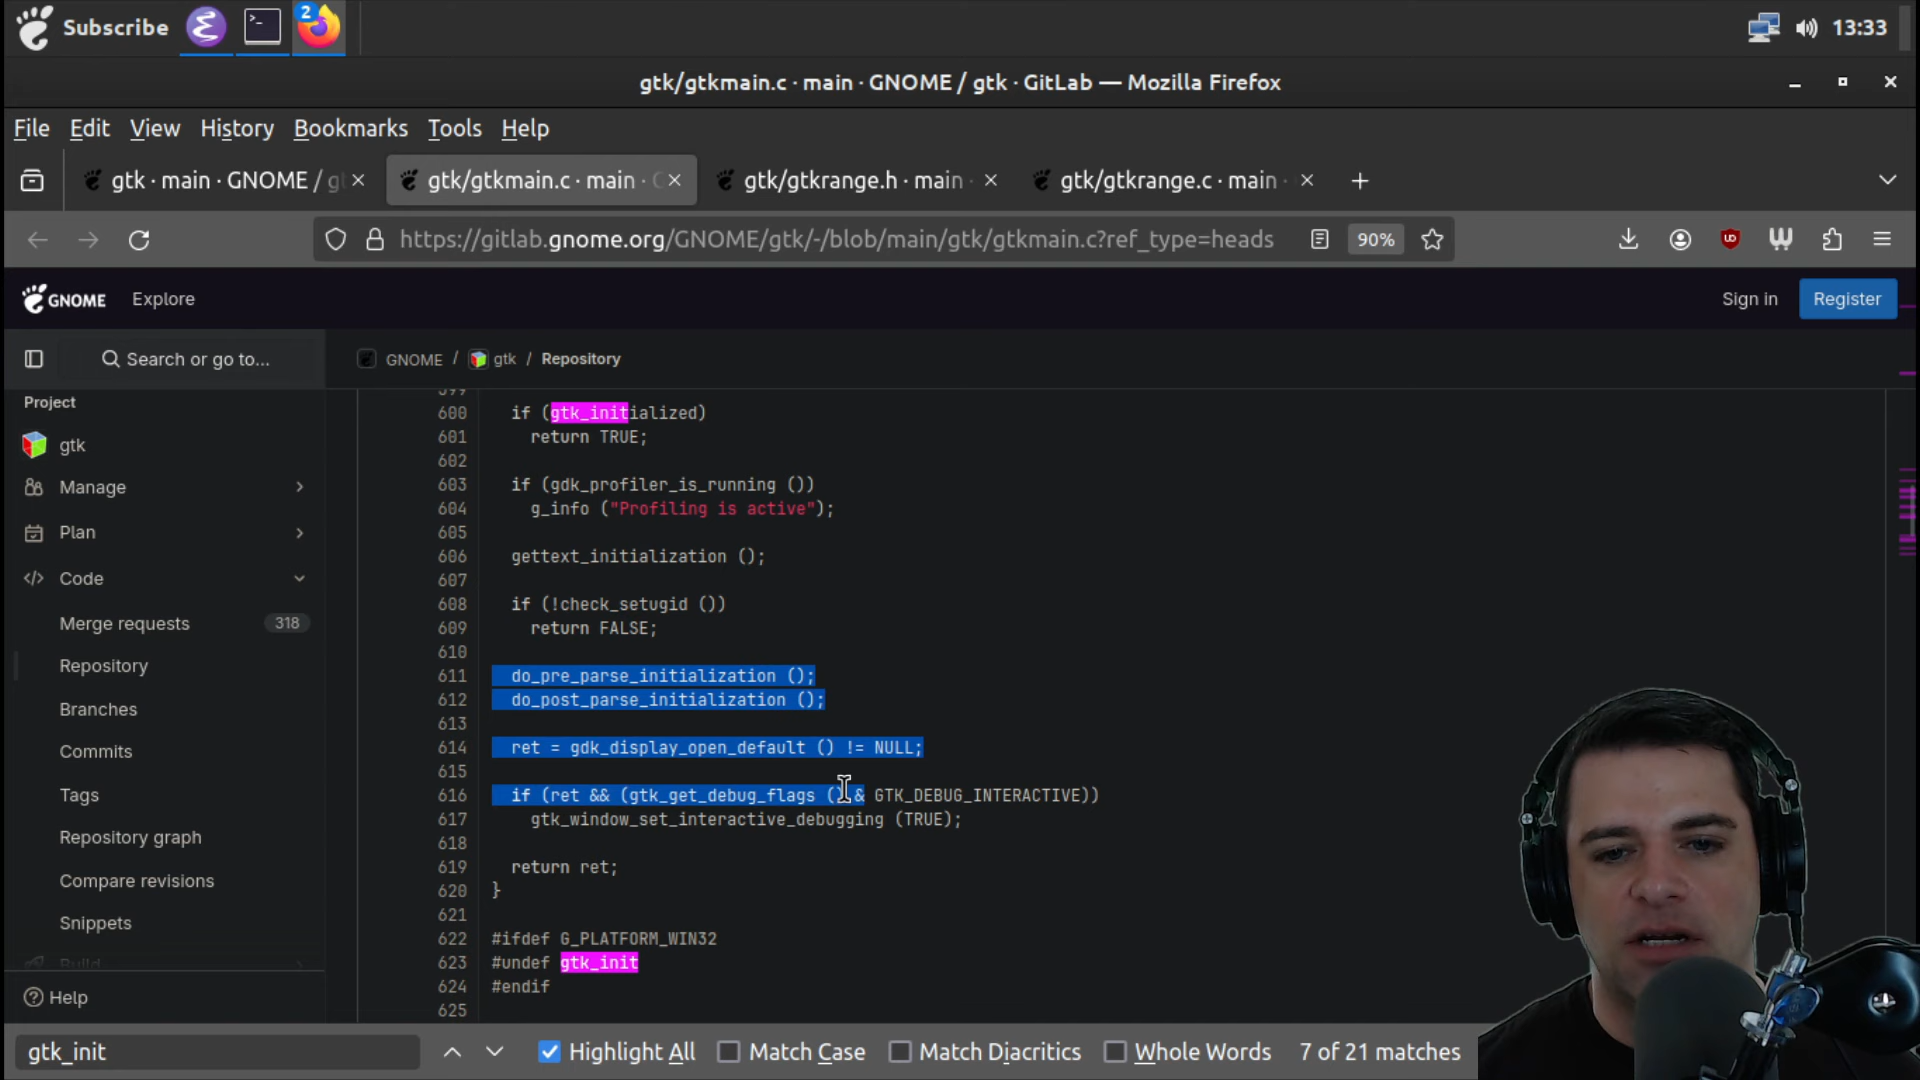 Subscribe
2
13:33
gtk/gtkmain.c · main · GNOME / gtk · GitLab — Mozilla Firefox
File Edit View History Bookmarks Tools Help
gtk · main · GNOME / g
gtk/gtkmain.c · main ·
gtk/gtkrange.h · main
gtk/gtkrange.c · main ·
https://gitlab.gnome.org/GNOME/gtk/-/blob/main/gtk/gtkmain.c?ref_type=heads
90%
GNOME Explore Sign in Register
Search or go to...
GNOME / gtk / Repository
Project
gtk
Manage
Plan
Code
Merge requests 318
Repository
Branches
Commits
Tags
Repository graph
Compare revisions
Snippets
Build
Help
600 if (gtk_initialized)
601 return TRUE;
602
603 if (gdk_profiler_is_running ())
604 g_info ("Profiling is active");
605
606 gettext_initialization ();
607
608 if (!check_setugid ())
609 return FALSE;
610
611 do_pre_parse_initialization ();
612 do_post_parse_initialization ();
613
614 ret = gdk_display_open_default () != NULL;
615
616 if (ret && (gtk_get_debug_flags () & GTK_DEBUG_INTERACTIVE))
617 gtk_window_set_interactive_debugging (TRUE);
618
619 return ret;
620 }
621
622 #ifdef G_PLATFORM_WIN32
623 #undef gtk_init
624 #endif
625
gtk_init
Highlight All Match Case Match Diacritics Whole Words 7 of 21 matches